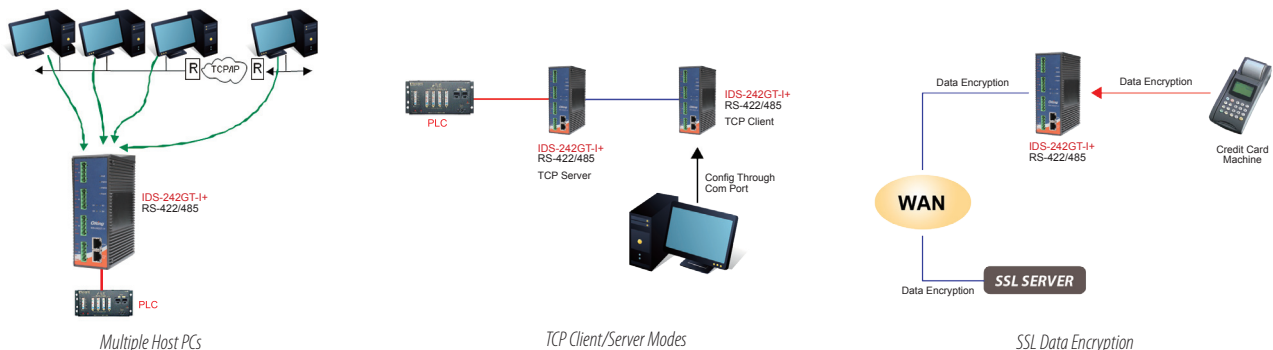 R
TCP/IP
R
IDS-242GT-I+
RS-422/485
PLC
Multiple Host PCs
PLC
IDS-242GT-I+
RS-422/485
TCP Server
IDS-242GT-I+
RS-422/485
TCP Client
Config Through
Com Port
TCP Client/Server Modes
Data Encryption
Data Encryption
IDS-242GT-I+
RS-422/485
Credit Card
Machine
WAN
Data Encryption
SSL SERVER
SSL Data Encryption